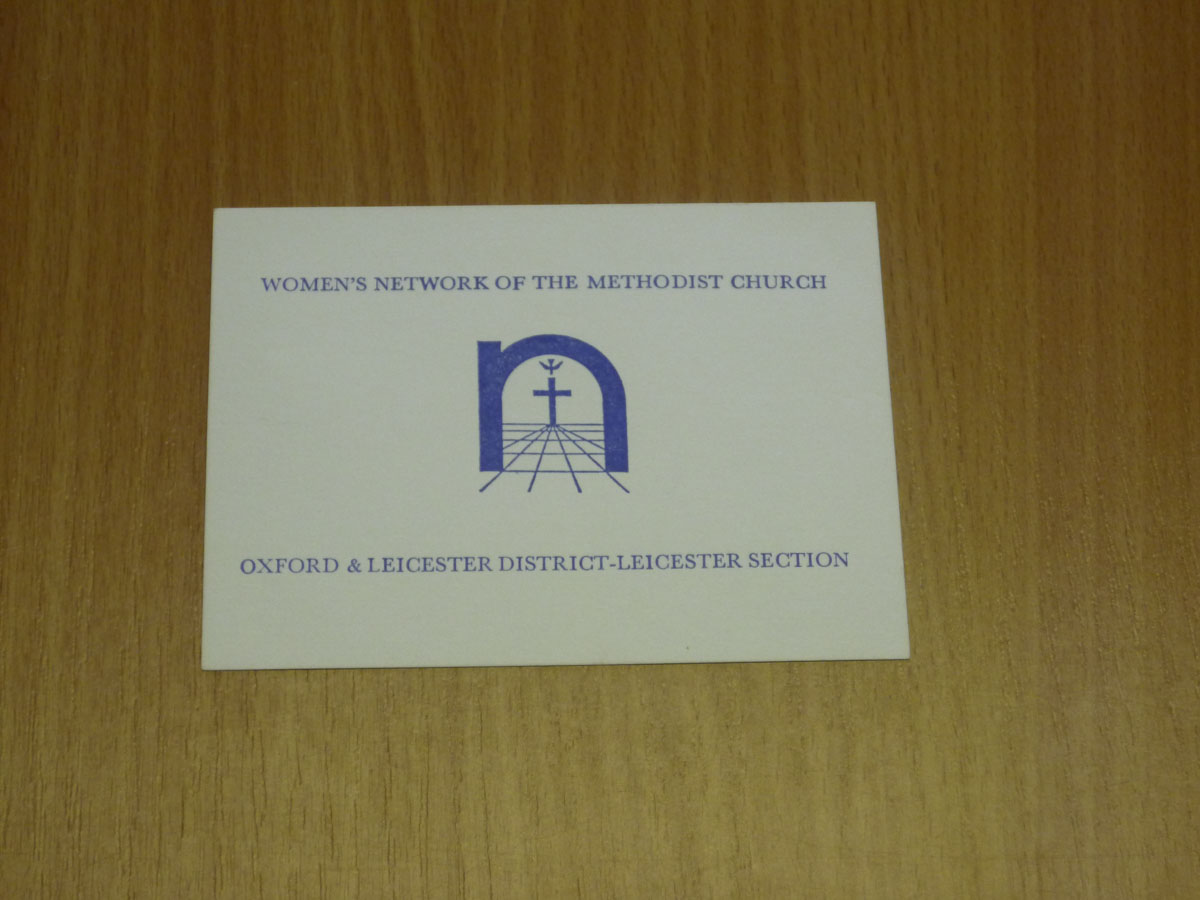 WOMEN'S NETWORK OF THE METHODIST CHURCH
n
OXFORD & LEICESTER DISTRICT-LEICESTER SECTION